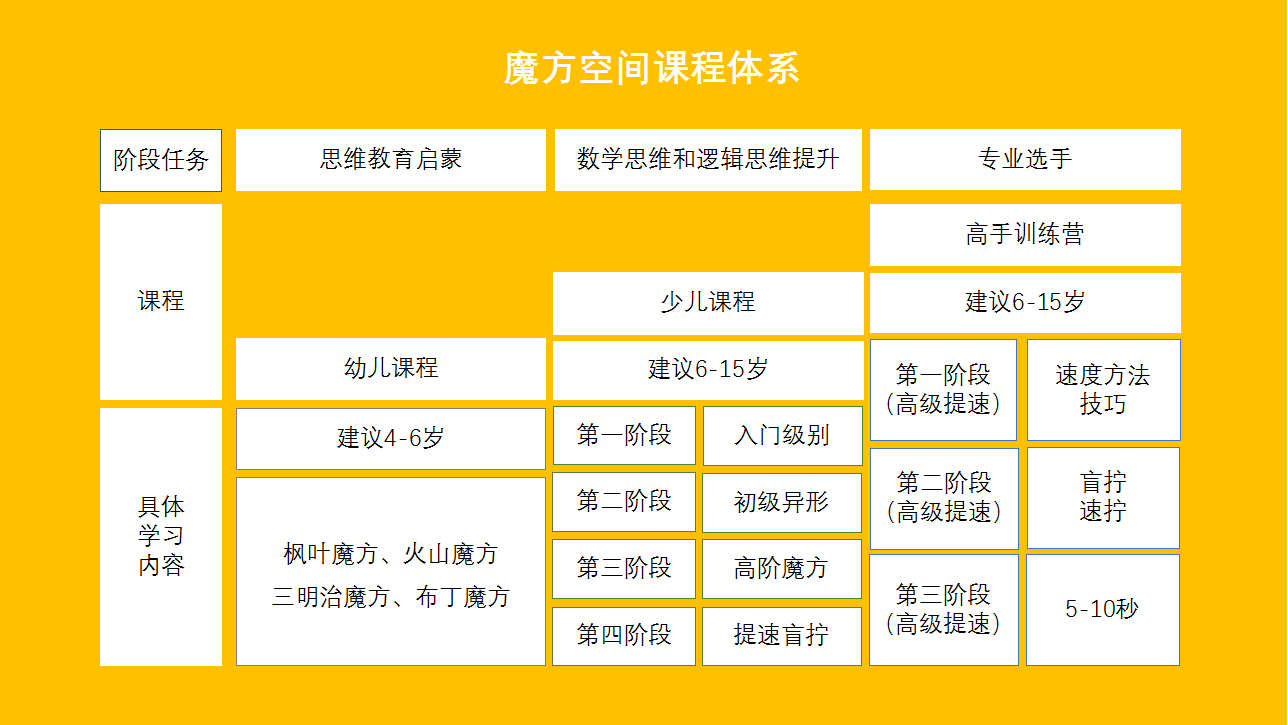 魔方空间课程体系
阶段任务
思维教育启蒙
数学思维和逻辑思维提升
专业选手
课程
幼儿课程
少儿课程
建议6-15岁
高手训练营
建议6-15岁
具体
学习
内容
建议4-6岁
枫叶魔方、火山魔方
三明治魔方、布丁魔方
第一阶段
入门级别
第二阶段
初级异形
第三阶段
高阶魔方
第四阶段
提速盲拧
第一阶段
（高级提速）
速度方法
技巧
第二阶段
（高级提速）
盲拧
速拧
第三阶段
（高级提速）
5-10秒